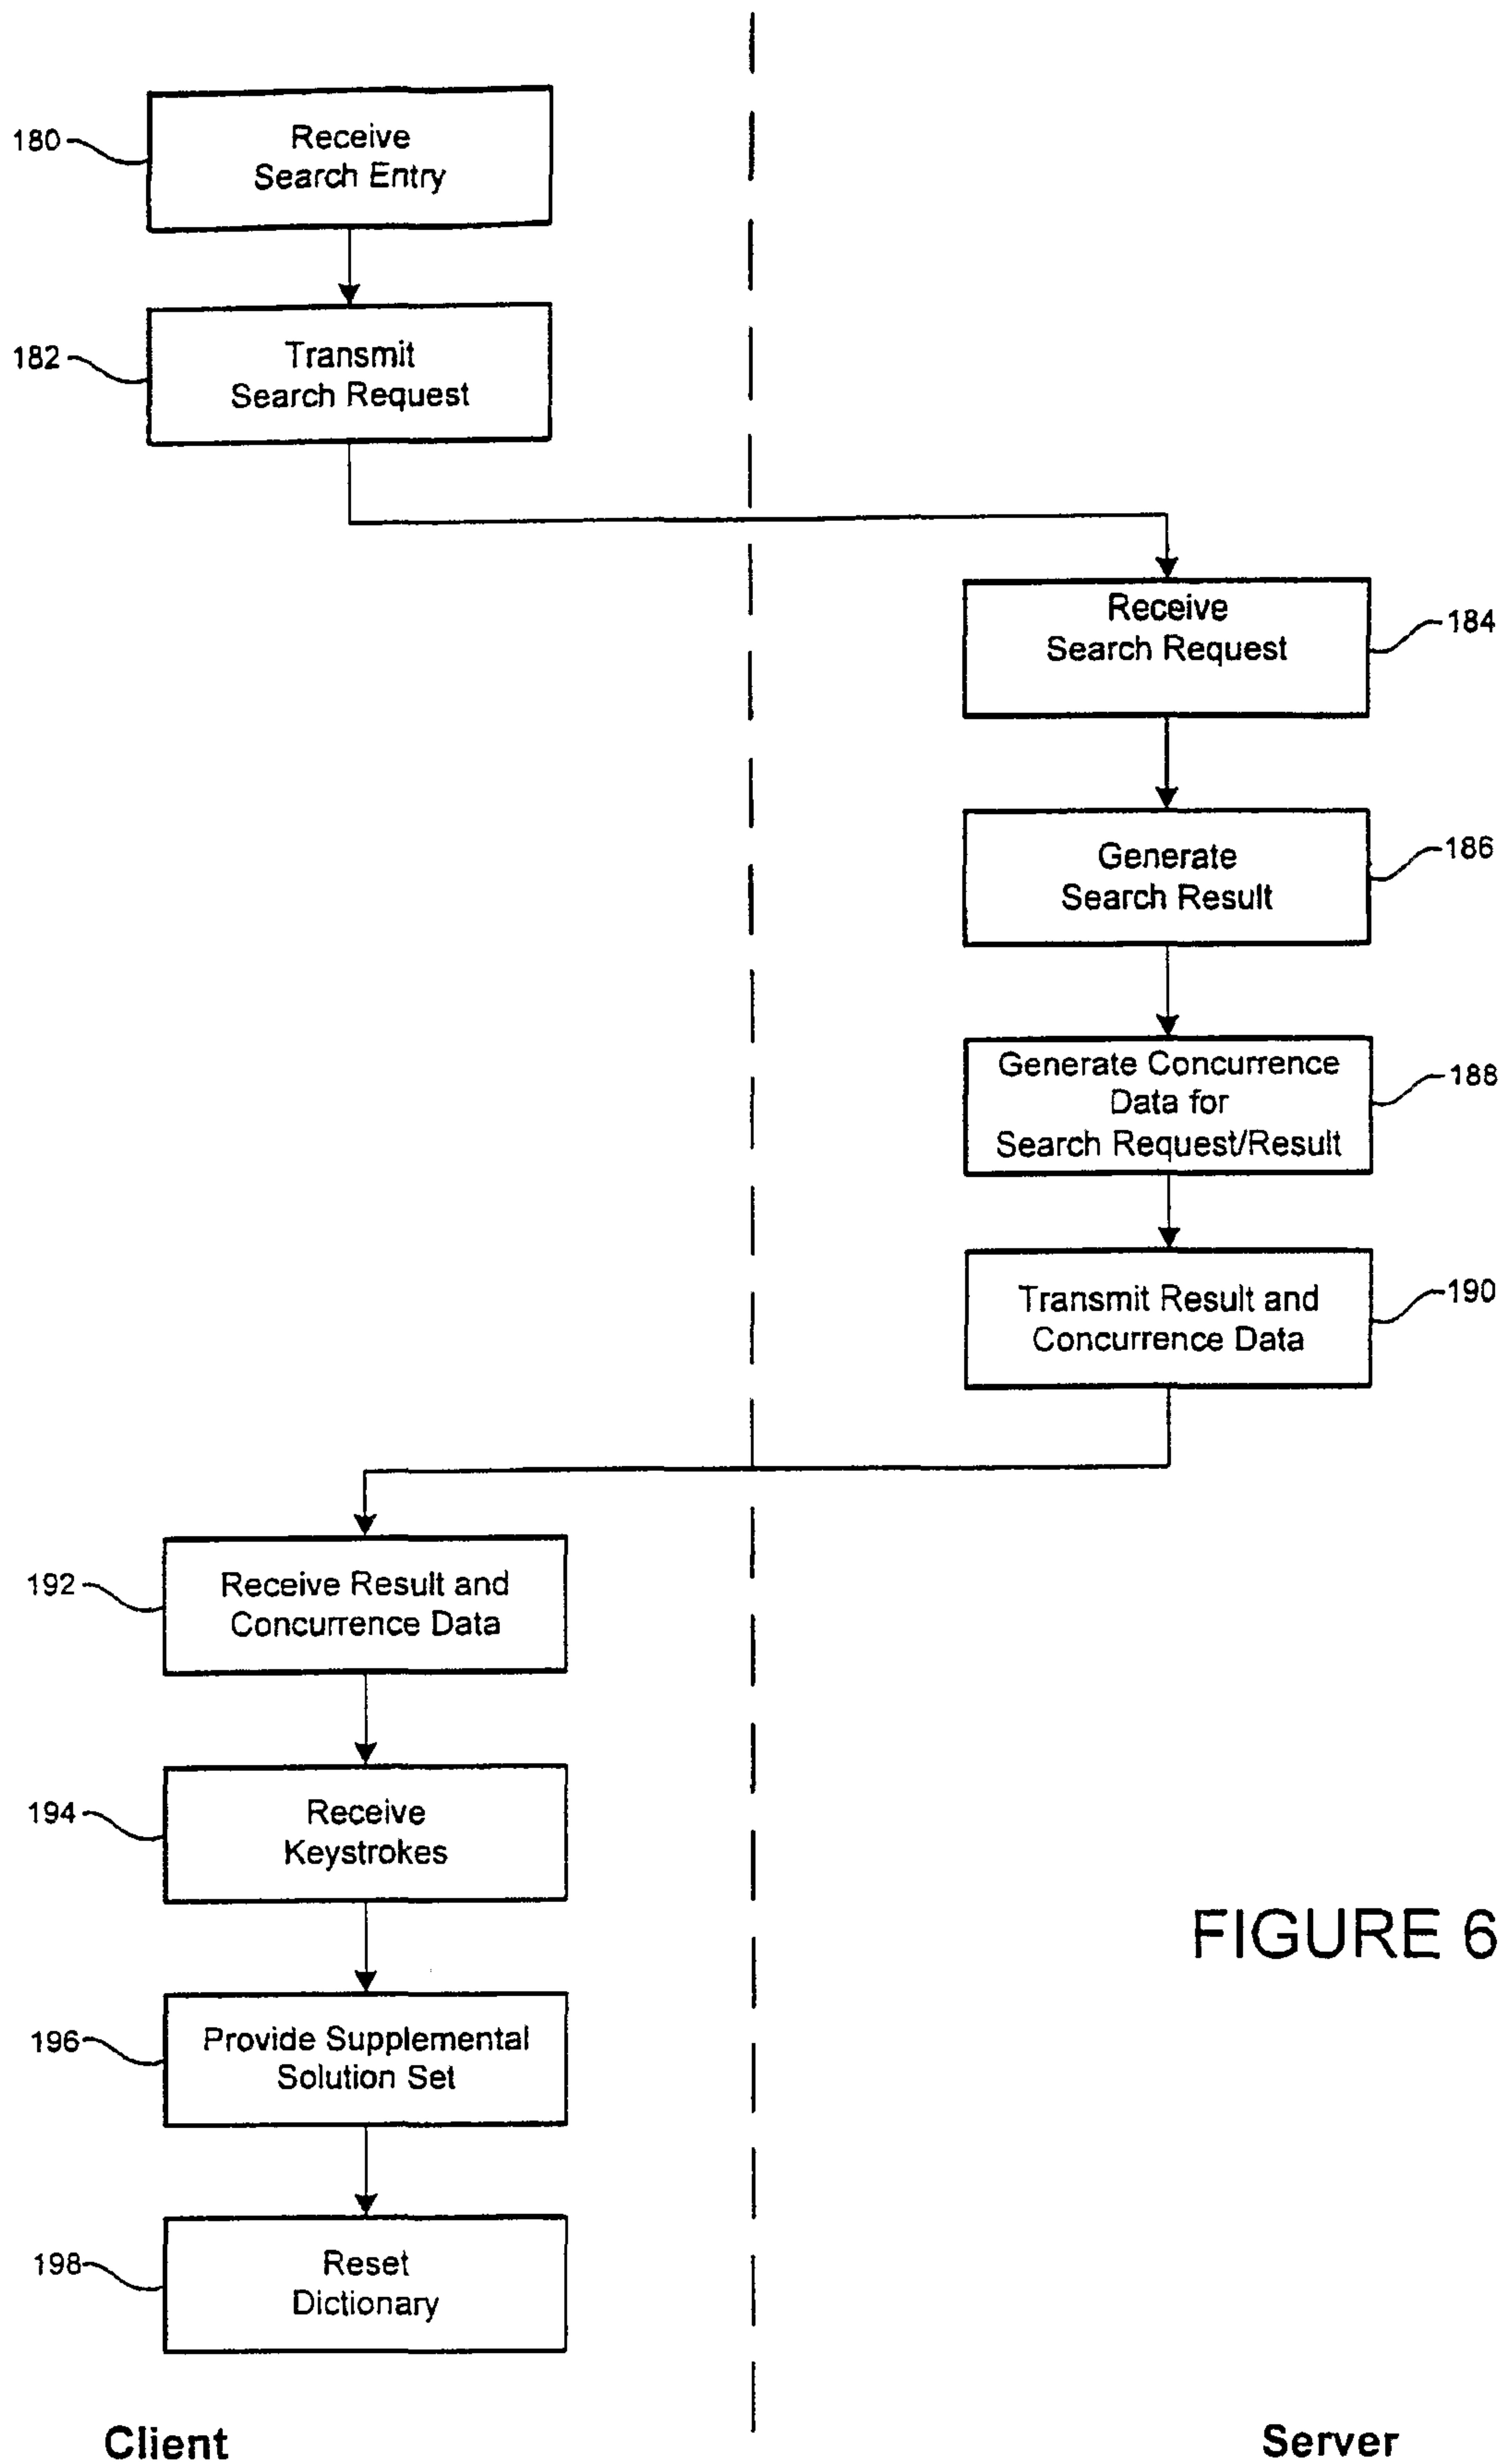 180
Receive
Search Entry
182
Transmit
Search Request
Receive
Search Request
184
Generate
Search Result
186
Generate Concurrence
Data for
Search Request/Result
188
Transmit Result and
Concurrence Data
190
192
Receive Result and
Concurrence Data
194
Receive
Keystrokes
196
Provide Supplemental
Solution Set
198
Reset
Dictionary
FIGURE 6
Client
Server